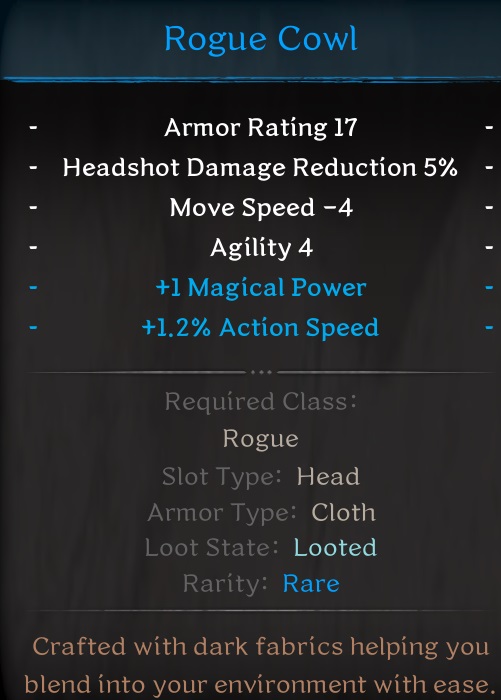 Rogue Cowl
- Armor Rating 17 -
- Headshot Damage Reduction 5% -
- Move Speed -4 -
- Agility 4 -
- +1 Magical Power -
- +1.2% Action Speed -
Required Class:
Rogue
Slot Type: Head
Armor Type: Cloth
Loot State: Looted
Rarity: Rare
Crafted with dark fabrics helping you
blend into your environment with ease.